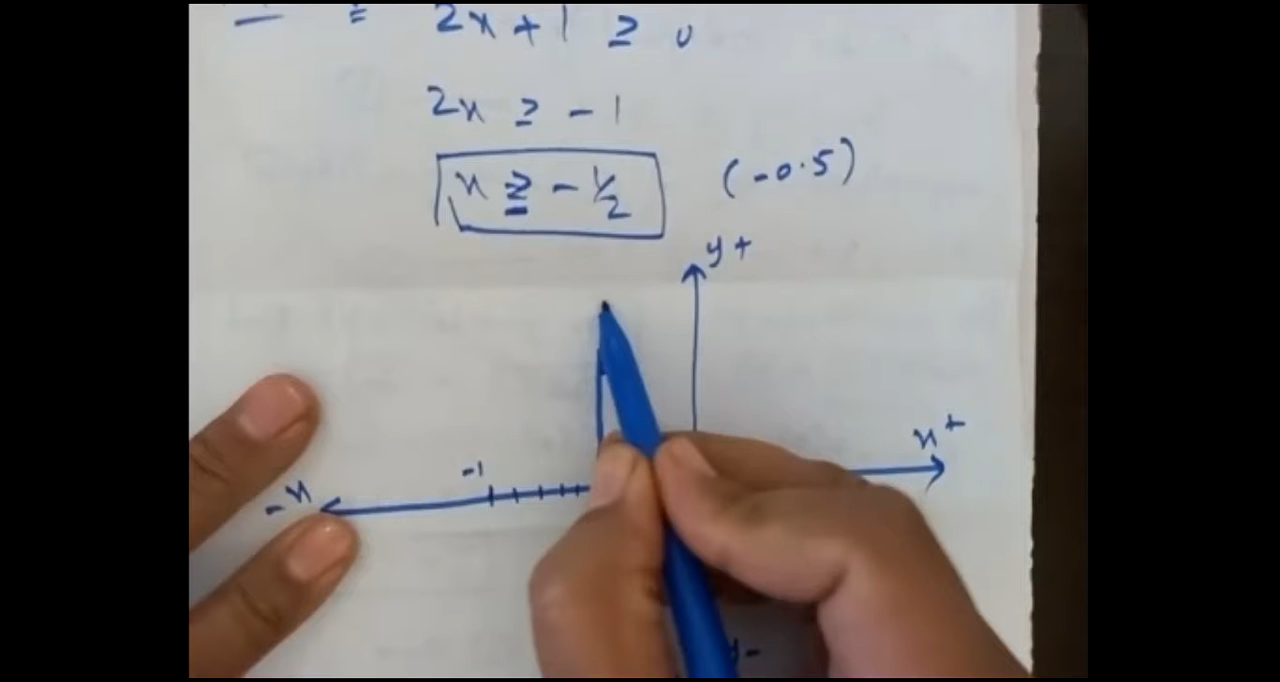 2x + 1 ≥ 0
2x ≥ - 1
x ≥ - 1/2
(-0.5)
y+
x+
-1
-x
y-